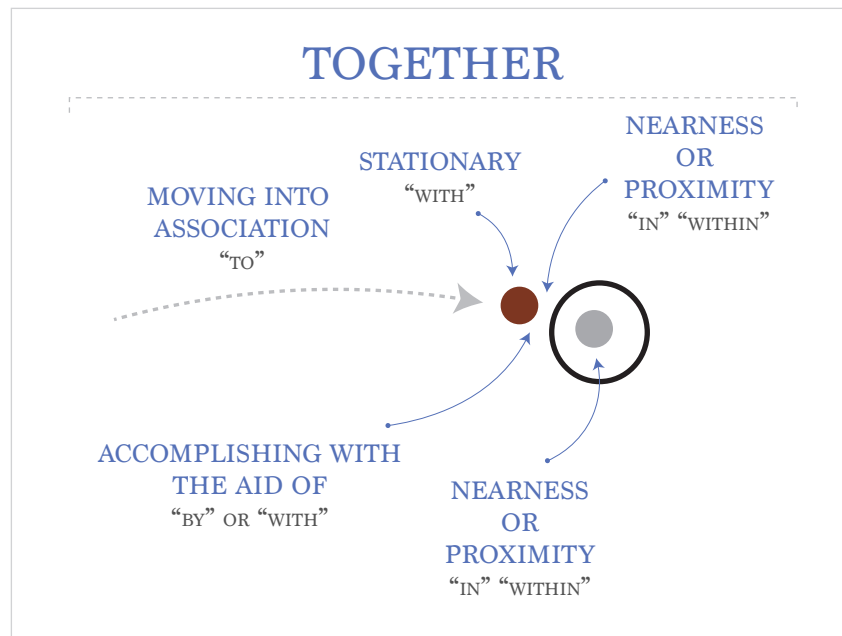 TOGETHER
NEARNESS
OR
PROXIMITY
“IN” “WITHIN”
STATIONARY
“WITH”
MOVING INTO
ASSOCIATION
“TO”
ACCOMPLISHING WITH
THE AID OF
“BY” OR “WITH”
NEARNESS
OR
PROXIMITY
“IN” “WITHIN”